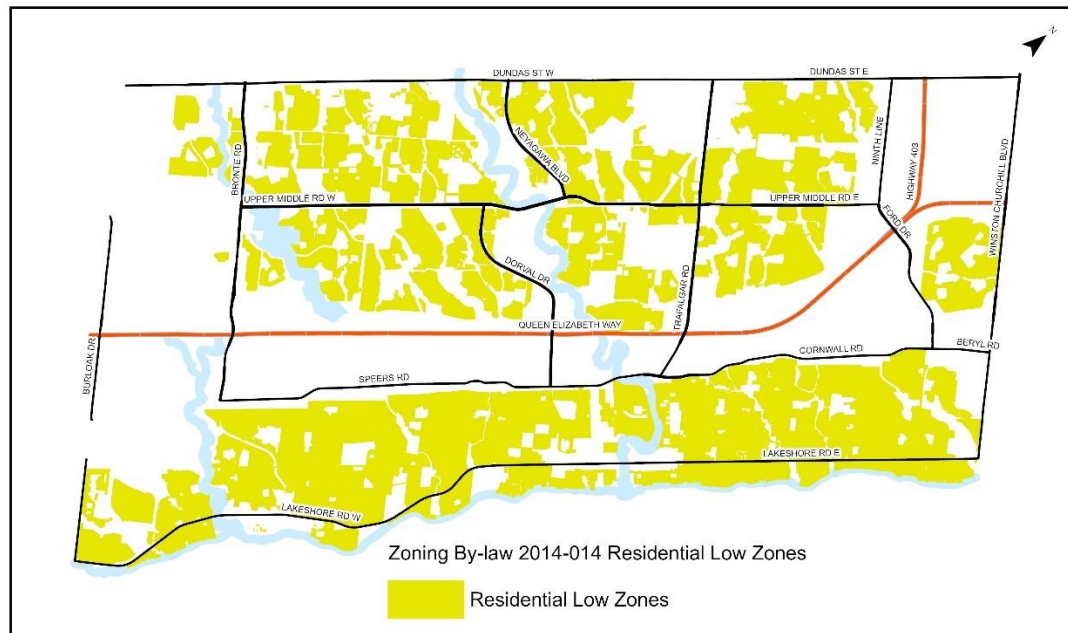 N
DUNDAS ST W
DUNDAS ST E
BRONTE RD
NEYAGAWA BLVD
NINTH LINE
HIGHWAY 403
WINSTON CHURCHILL BLVD
UPPER MIDDLE RD W
UPPER MIDDLE RD E
FORD DR
DORVAL DR
TRAFALGAR RD
QUEEN ELIZABETH WAY
BURLOAK DR
CORNWALL RD
BERYL RD
SPEERS RD
LAKESHORE RD E
LAKESHORE RD W
Zoning By-law 2014-014 Residential Low Zones
Residential Low Zones